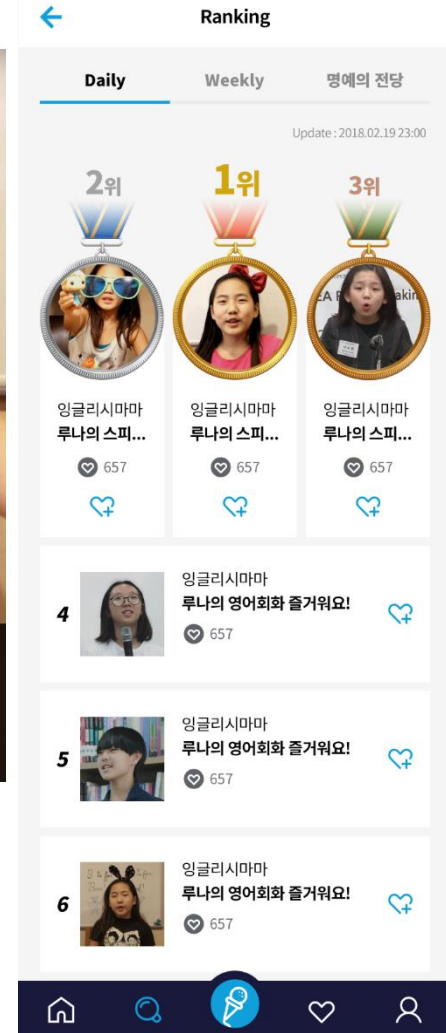 Ranking
Daily Weekly 명예의 전당
Update : 2018.02.19 23:00
2위 1위 3위
잉글리시마마 잉글리시마마 잉글리시마마
루나의 스피... 루나의 스피... 루나의 스피...
657 657 657
4
잉글리시마마
루나의 영어회화 즐거워요!
657
5
잉글리시마마
루나의 영어회화 즐거워요!
657
6
잉글리시마마
루나의 영어회화 즐거워요!
657